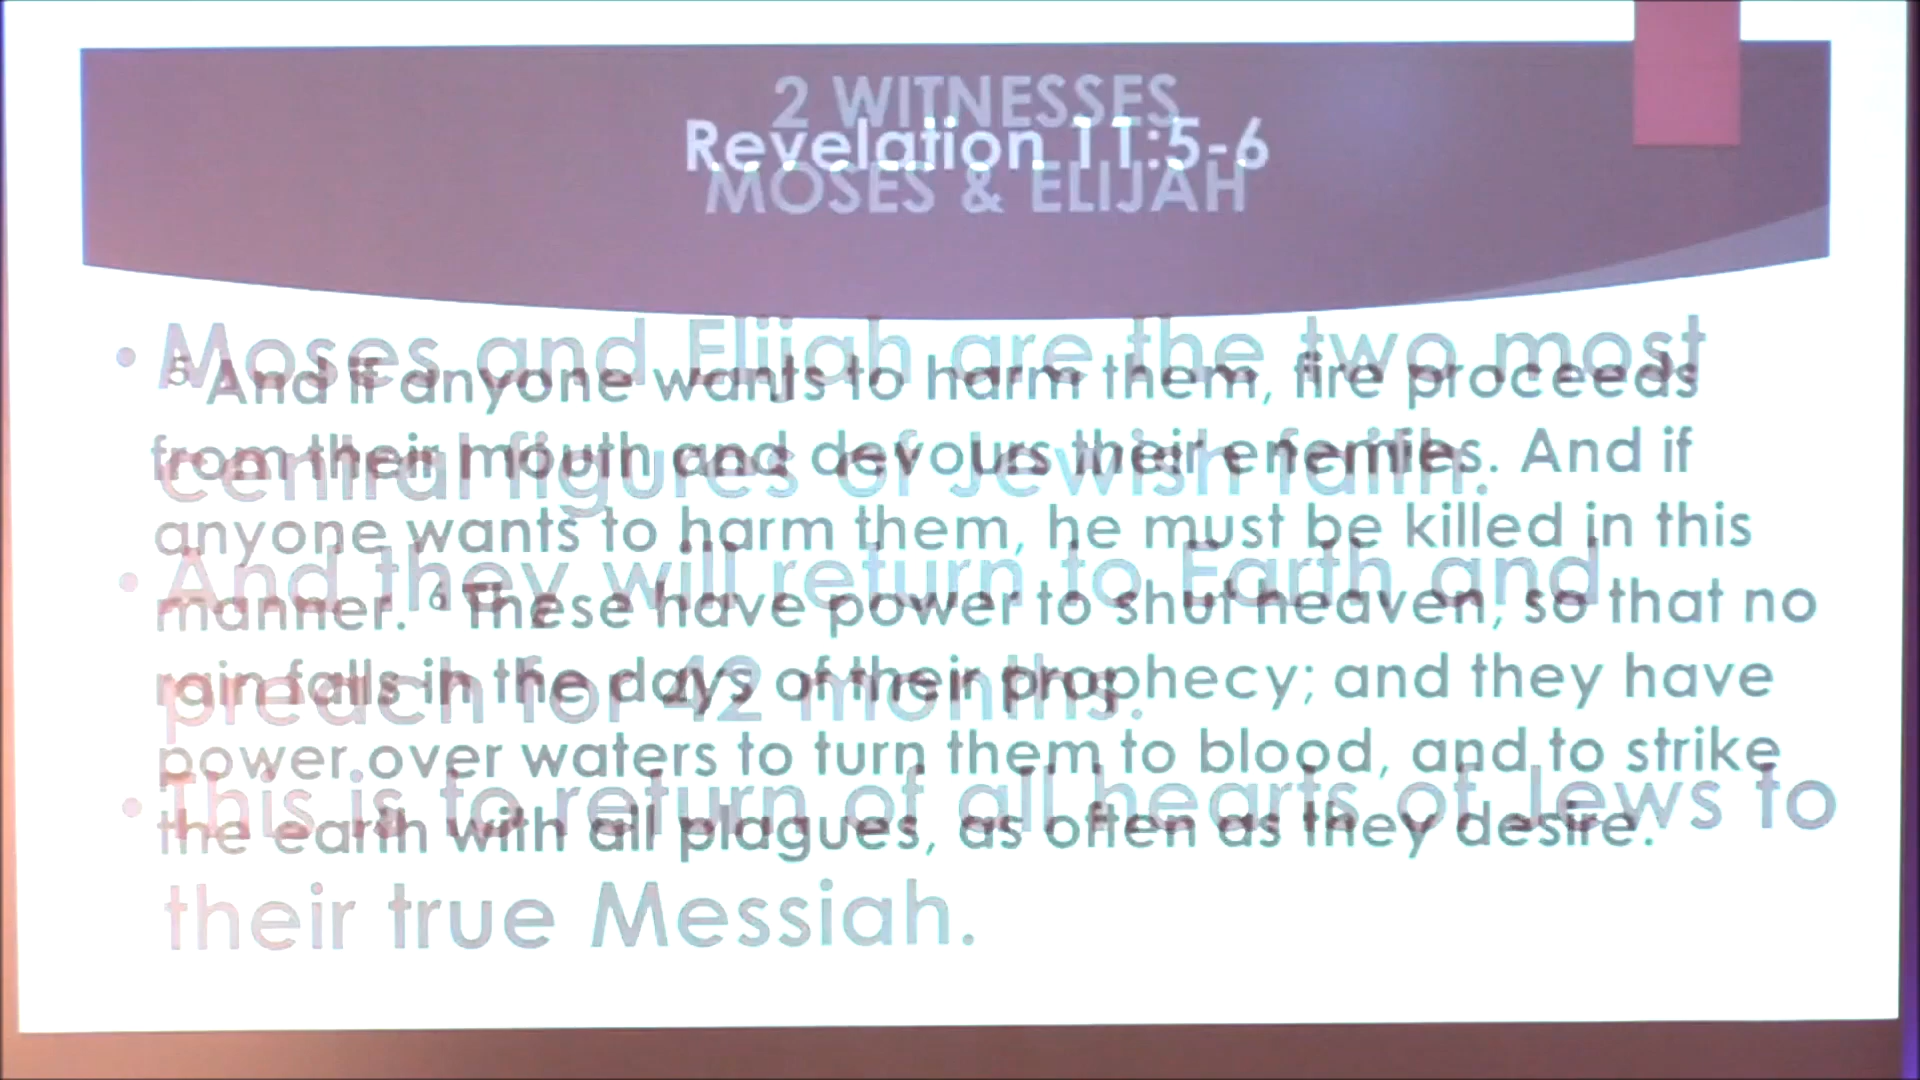 2 WITNESSES
MOSES & ELIJAH
• Moses and Elijah are the two most
central figures of Jewish faith.
• And they will return to Earth and
preach for 42 months.
• This is to return of all hearts of Jews to
their true Messiah.
Revelation 11:5-6
5 And if anyone wants to harm them, fire proceeds
from their mouth and devours their enemies. And if
anyone wants to harm them, he must be killed in this
manner. 6 These have power to shut heaven, so that no
rain falls in the days of their prophecy; and they have
power over waters to turn them to blood, and to strike
the earth with all plagues, as often as they desire.